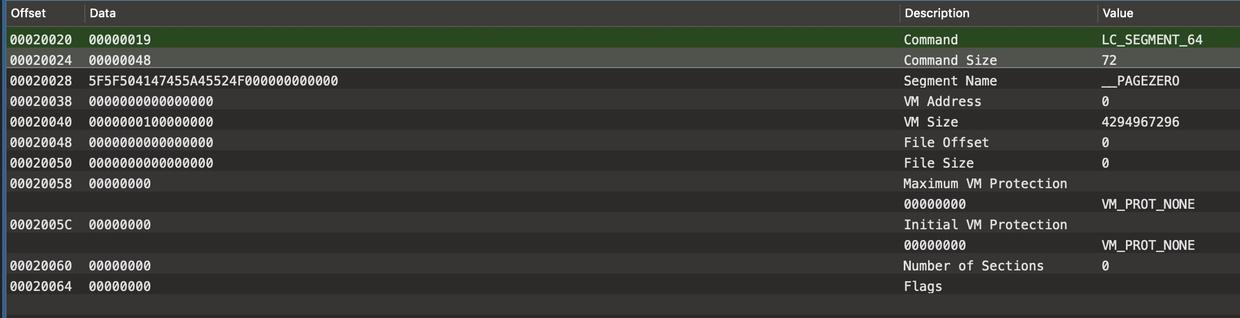 Offset Data Description Value
00020020 00000019 Command LC_SEGMENT_64
00020024 00000048 Command Size 72
00020028 5F5F504147455A45524F000000000000 Segment Name __PAGEZERO
00020038 0000000000000000 VM Address 0
00020040 0000000100000000 VM Size 4294967296
00020048 0000000000000000 File Offset 0
00020050 0000000000000000 File Size 0
00020058 00000000 Maximum VM Protection
00000000 VM_PROT_NONE
0002005C 00000000 Initial VM Protection
00000000 VM_PROT_NONE
00020060 00000000 Number of Sections 0
00020064 00000000 Flags